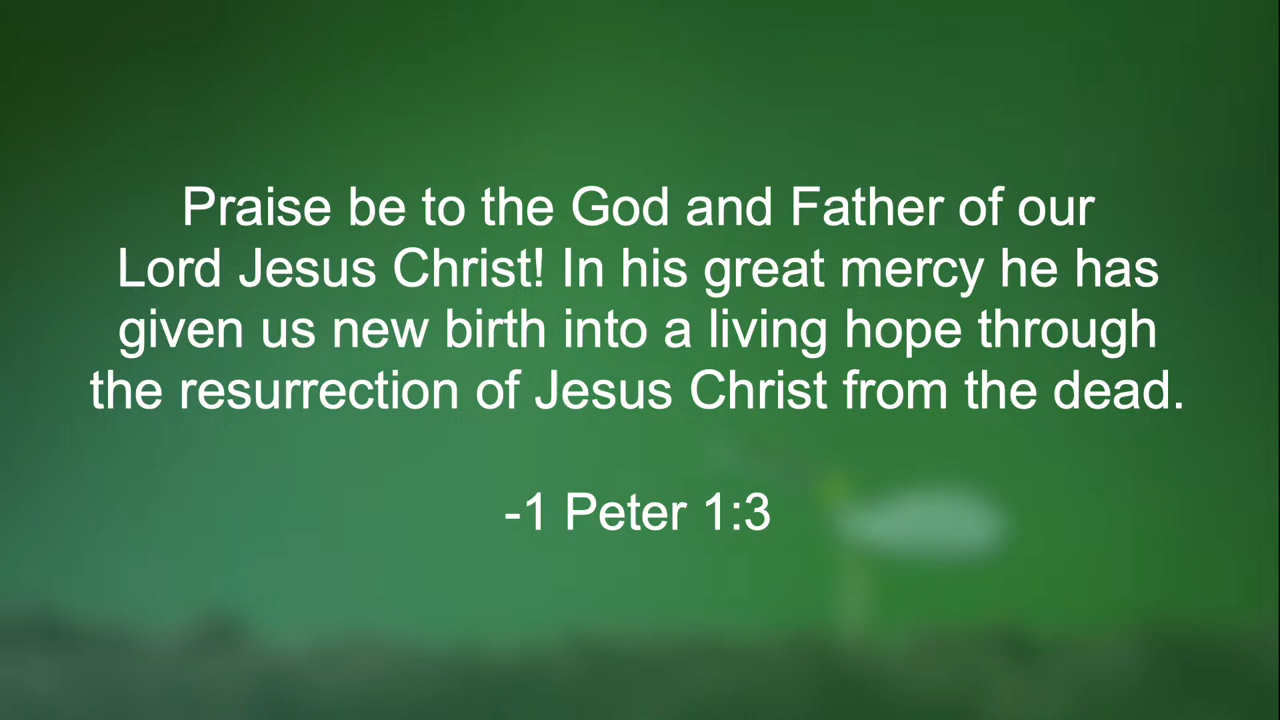 Praise be to the God and Father of our
Lord Jesus Christ! In his great mercy he has
given us new birth into a living hope through
the resurrection of Jesus Christ from the dead.
-1 Peter 1:3